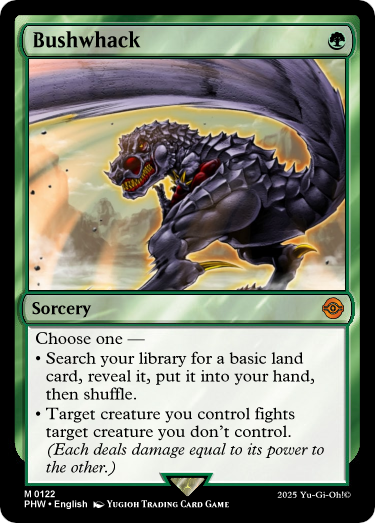 Bushwhack
Sorcery
Choose one —
• Search your library for a basic land
card, reveal it, put it into your hand,
then shuffle.
• Target creature you control fights
target creature you don't control.
(Each deals damage equal to its power to
the other.)
M 0122
PHW • English Yugioh Trading Card Game
2025 Yu-Gi-Oh!©